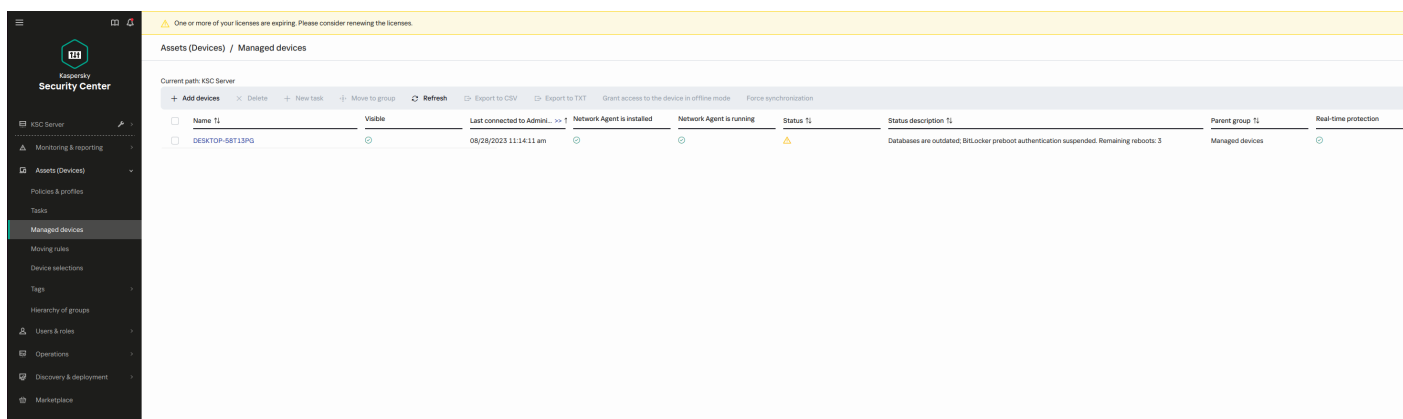 One or more of your licenses are expiring. Please consider renewing the licenses.
Kaspersky
Security Center
KSC Server
Monitoring & reporting
Assets (Devices)
Policies & profiles
Tasks
Managed devices
Moving rules
Device selections
Tags
Hierarchy of groups
Users & roles
Operations
Discovery & deployment
Marketplace
Assets (Devices) / Managed devices
Current path: KSC Server
+ Add devices × Delete + New task Move to group Refresh Export to CSV Export to TXT Grant access to the device in offline mode Force synchronization
Name Visible Last connected to Admini... >> Network Agent is installed Network Agent is running Status Status description Parent group Real-time protection
DESKTOP-58T13PG 08/28/2023 11:14:11 am Databases are outdated; BitLocker preboot authentication suspended. Remaining reboots: 3 Managed devices